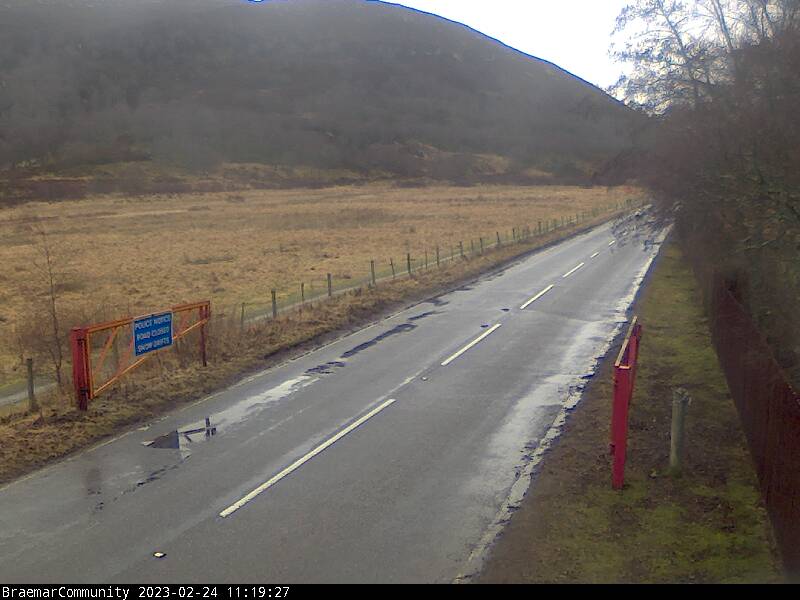 POLICE NOTICE
ROAD CLOSED
SNOW DRIFTS
BraemarCommunity 2023-02-24 11:19:27